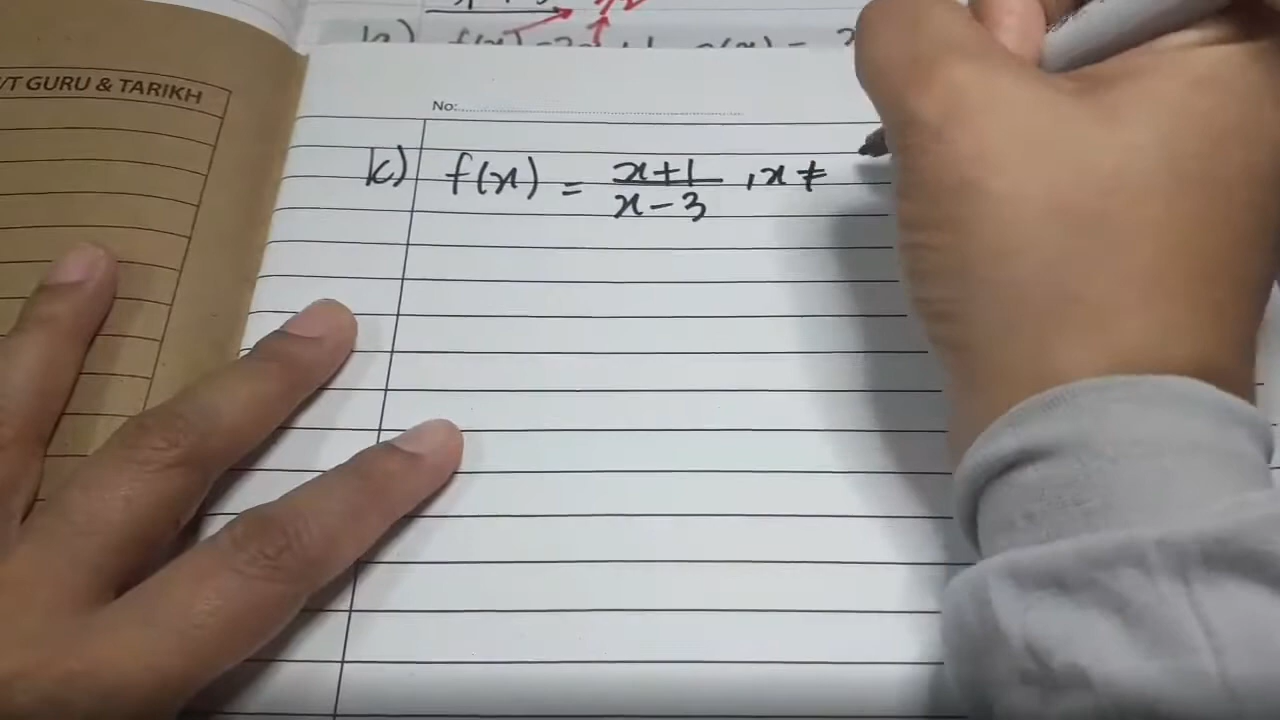 /T GURU & TARIKH
No:
k) f(x) = x+1 / x-3 , x ≠